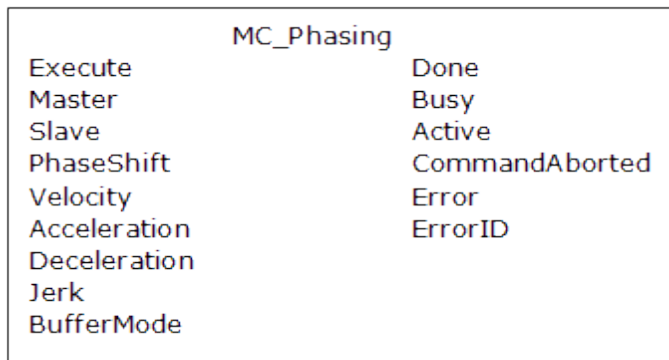 MC_Phasing
Execute Done
Master Busy
Slave Active
PhaseShift CommandAborted
Velocity Error
Acceleration ErrorID
Deceleration
Jerk
BufferMode